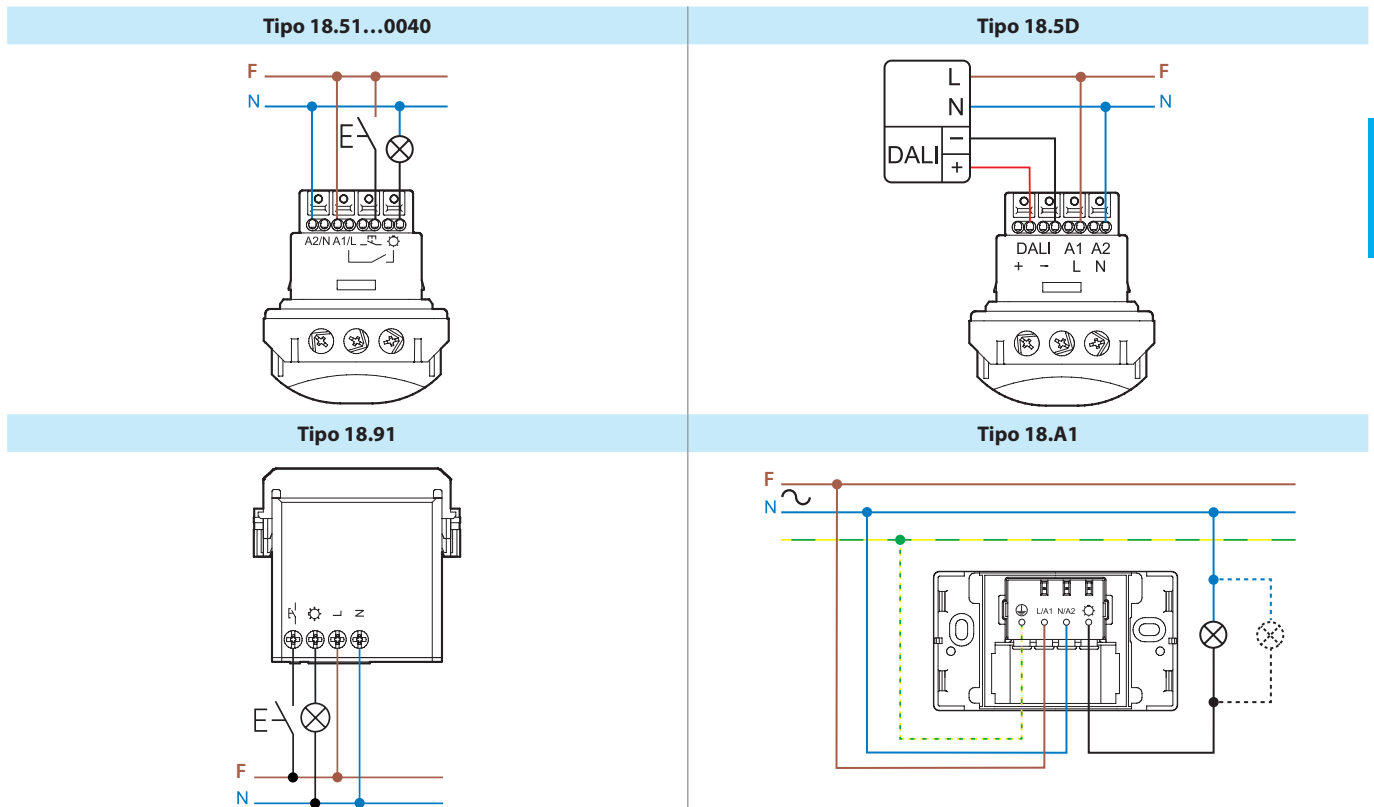 Tipo 18.51...0040
F
N
E
A2/N A1/L
Tipo 18.5D
L
N
DALI
−
+
F
N
DALI A1 A2
+ − L N
Tipo 18.91
L N
E
F
N
Tipo 18.A1
F
N
L/A1 N/A2